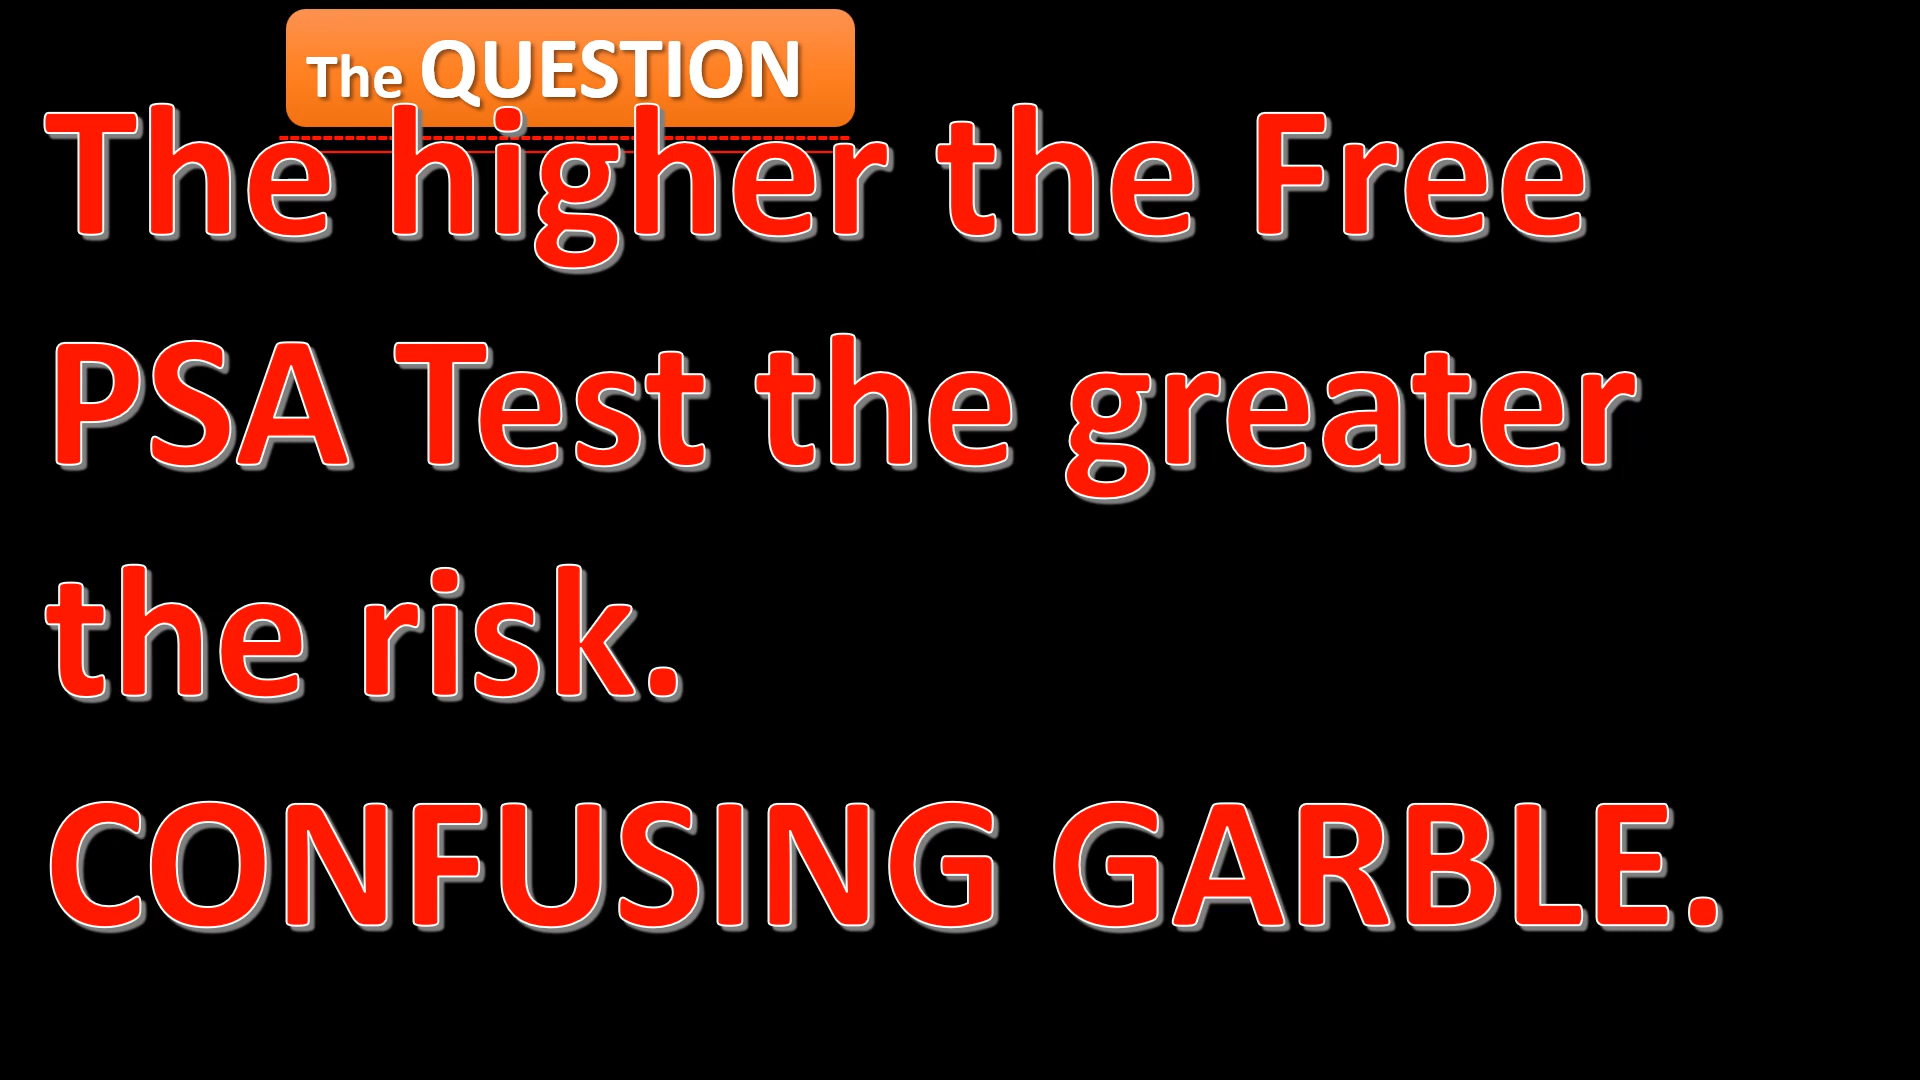 The QUESTION
The higher the Free
PSA Test the greater
the risk.
CONFUSING GARBLE.